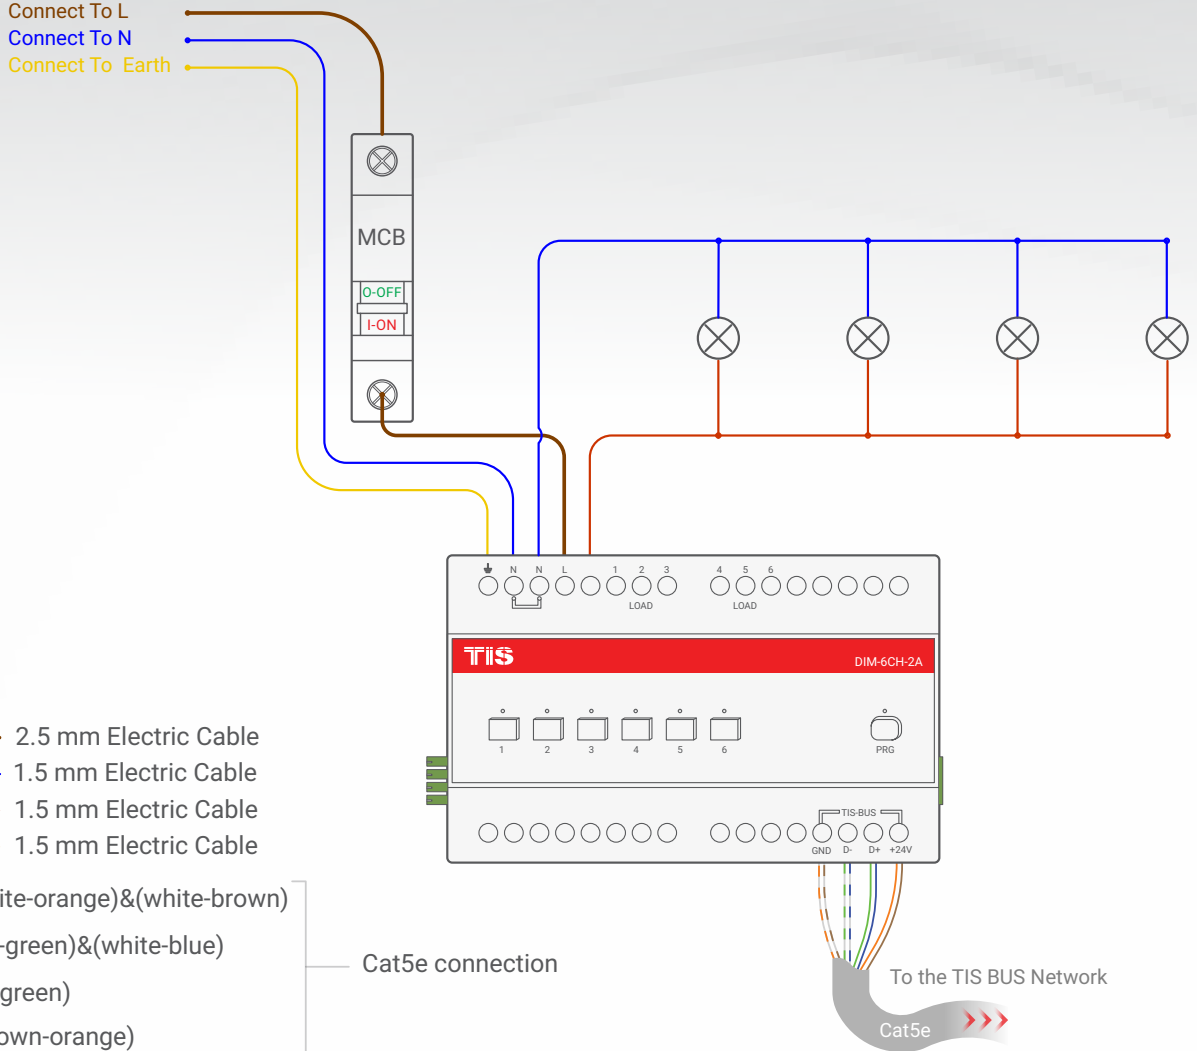 Connect To L
Connect To N
Connect To Earth
MCB
O-OFF
I-ON
N N L 1 2 3 4 5 6
LOAD LOAD
TIS DIM-6CH-2A
1 2 3 4 5 6 PRG
2.5 mm Electric Cable
1.5 mm Electric Cable
1.5 mm Electric Cable
1.5 mm Electric Cable
TIS-BUS
GND D- D+ +24V
ite-orange)&(white-brown)
-green)&(white-blue)
green)
own-orange)
Cat5e connection
To the TIS BUS Network
Cat5e